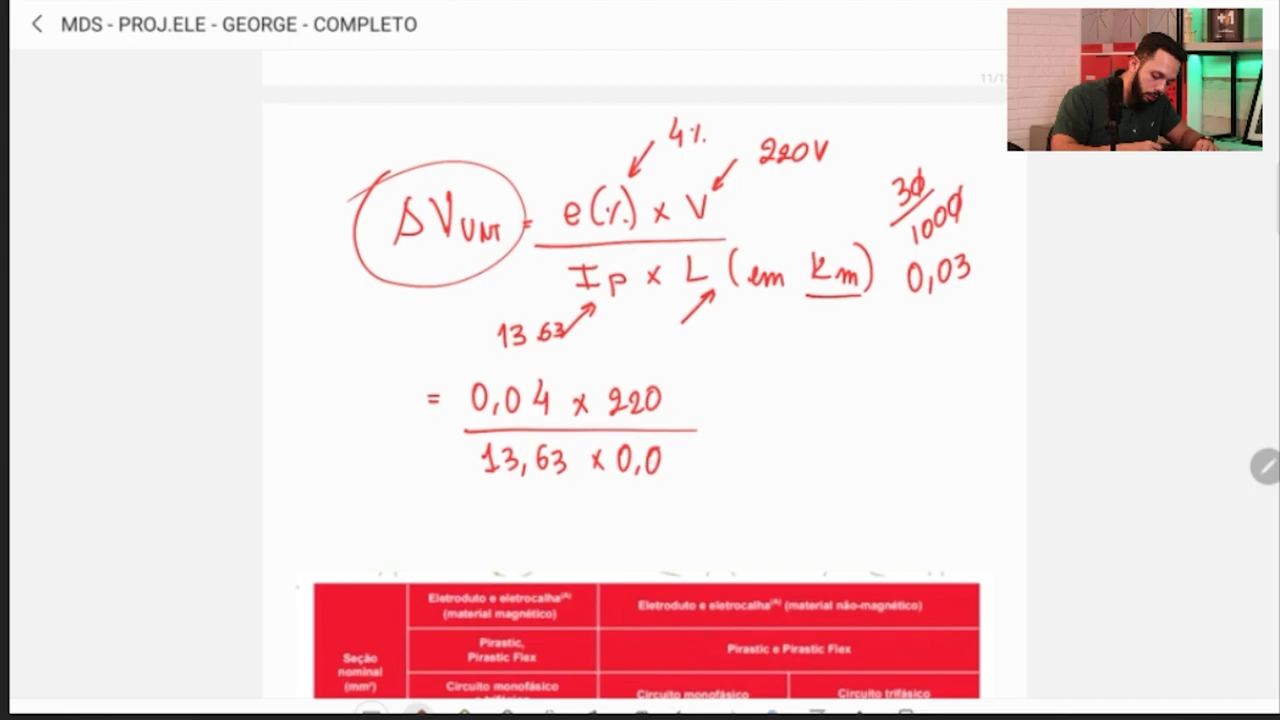 MDS - PROJ.ELE - GEORGE - COMPLETO
4%
220V
ΔVUNT = e(%) x V
Ip x L (em km)
30
1000
0,03
13.63
= 0,04 x 220
13,63 x 0,0
Eletroduto e eletrocalha(A)
(material magnético)
Eletroduto e eletrocalha(A) (material não-magnético)
Pirastic,
Pirastic Flex
Pirastic e Pirastic Flex
Seção
nominal
(mm²)
Circuito monofásico
Circuito monofásico
Circuito trifásico